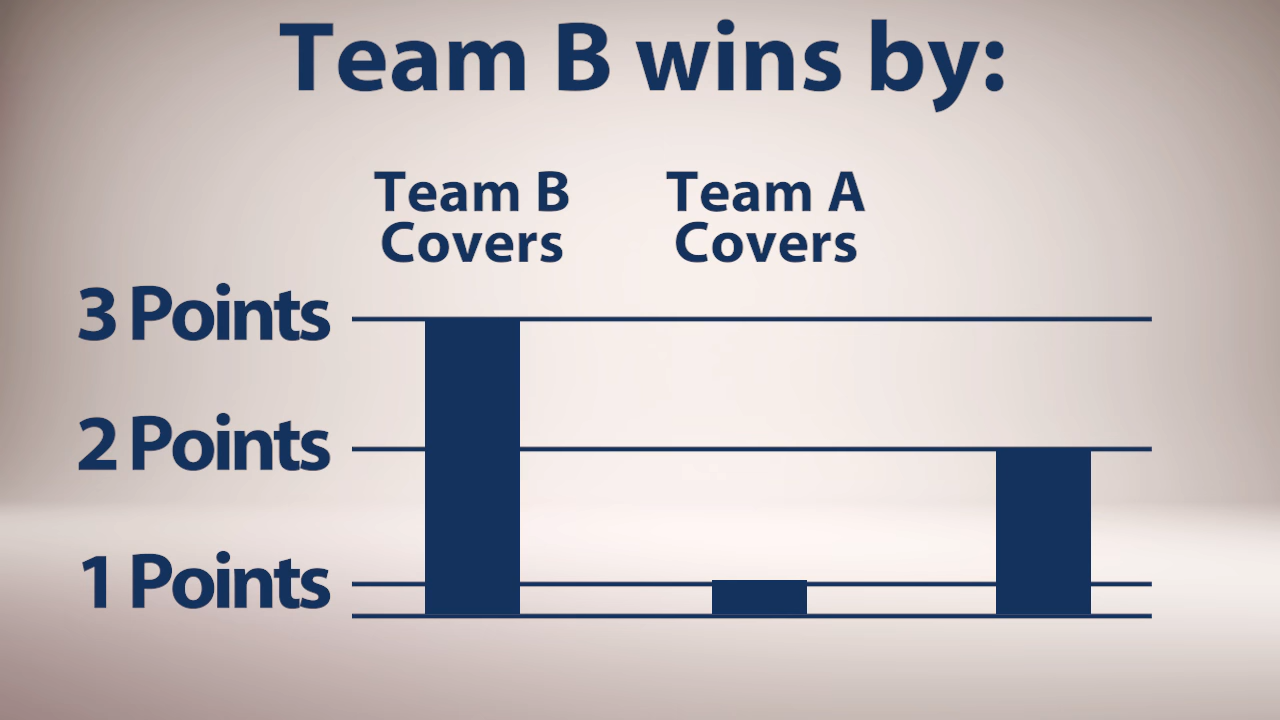 Team B wins by:
Team B
Covers
Team A
Covers
3 Points
2 Points
1 Points